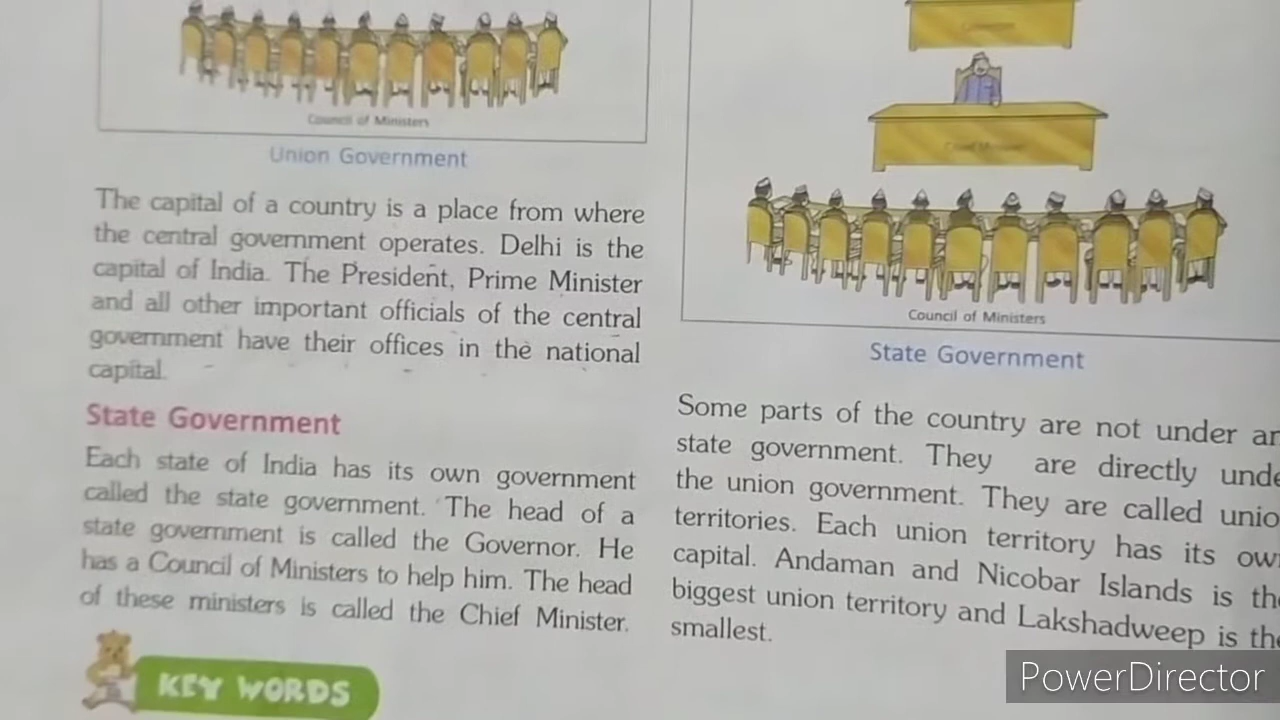 Council of Ministers
Union Government
The capital of a country is a place from where
the central government operates. Delhi is the
capital of India. The President, Prime Minister
and all other important officials of the central
government have their offices in the national
capital.
State Government
Each state of India has its own government
called the state government. The head of a
state government is called the Governor. He
has a Council of Ministers to help him. The head
of these ministers is called the Chief Minister.
KEY WORDS
Chief Minister
Council of Ministers
State Government
Some parts of the country are not under an
state government. They are directly unde
the union government. They are called unio
territories. Each union territory has its ow
capital. Andaman and Nicobar Islands is th
biggest union territory and Lakshadweep is the
smallest.
PowerDirector